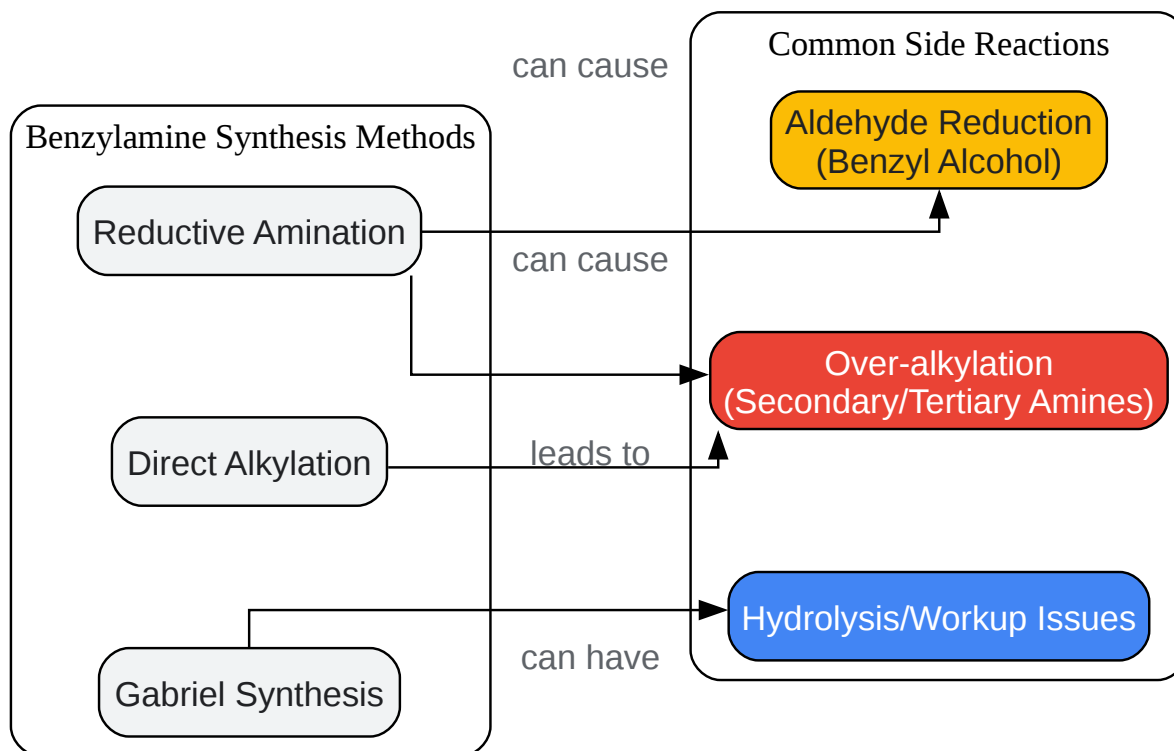 Benzylamine Synthesis Methods
Reductive Amination
Direct Alkylation
Gabriel Synthesis
can cause
can cause
leads to
can have
Common Side Reactions
Aldehyde Reduction
(Benzyl Alcohol)
Over-alkylation
(Secondary/Tertiary Amines)
Hydrolysis/Workup Issues